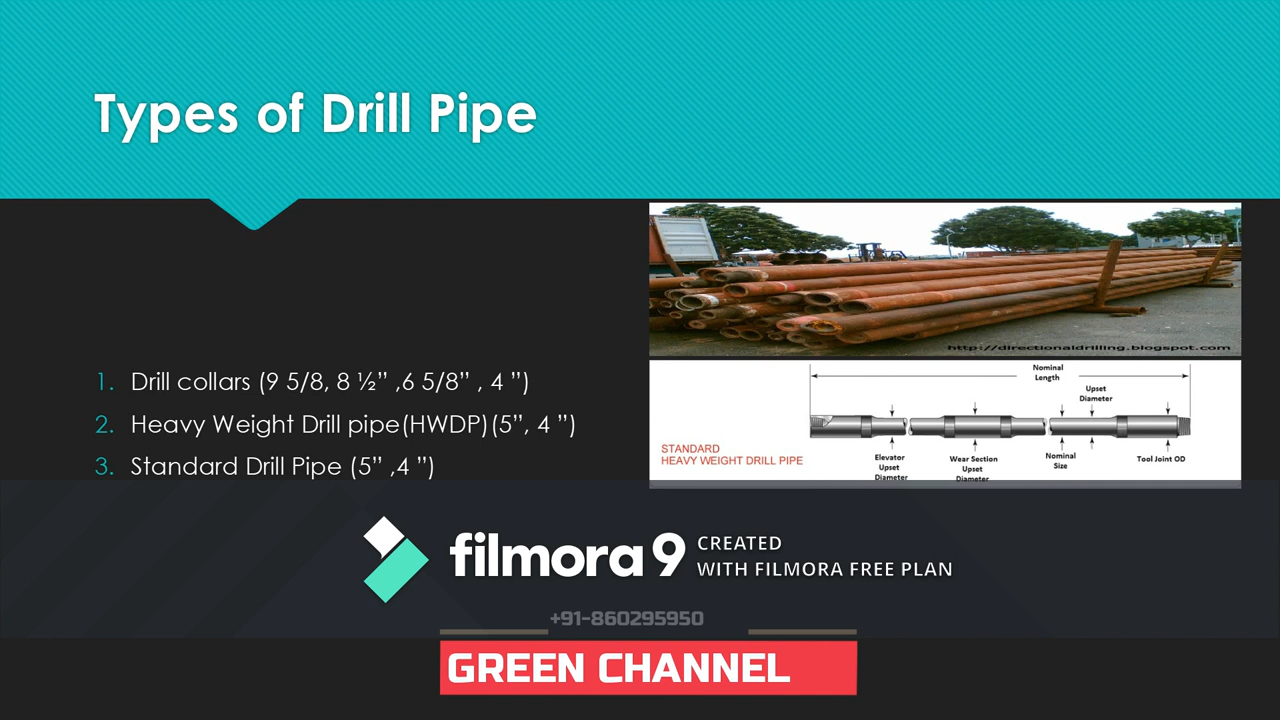 Types of Drill Pipe
1. Drill collars (9 5/8, 8 ½” ,6 5/8” , 4 ”)
2. Heavy Weight Drill pipe(HWDP)(5”, 4 ”)
3. Standard Drill Pipe (5” ,4 ”)
http://directionaldrilling.blogspot.com
Nominal
Length
Upset
Diameter
STANDARD
HEAVY WEIGHT DRILL PIPE
Elevator
Upset
Diameter
Wear Section
Upset
Diameter
Nominal
Size
Tool Joint OD
filmora 9
CREATED
WITH FILMORA FREE PLAN
+91-860295950
GREEN CHANNEL